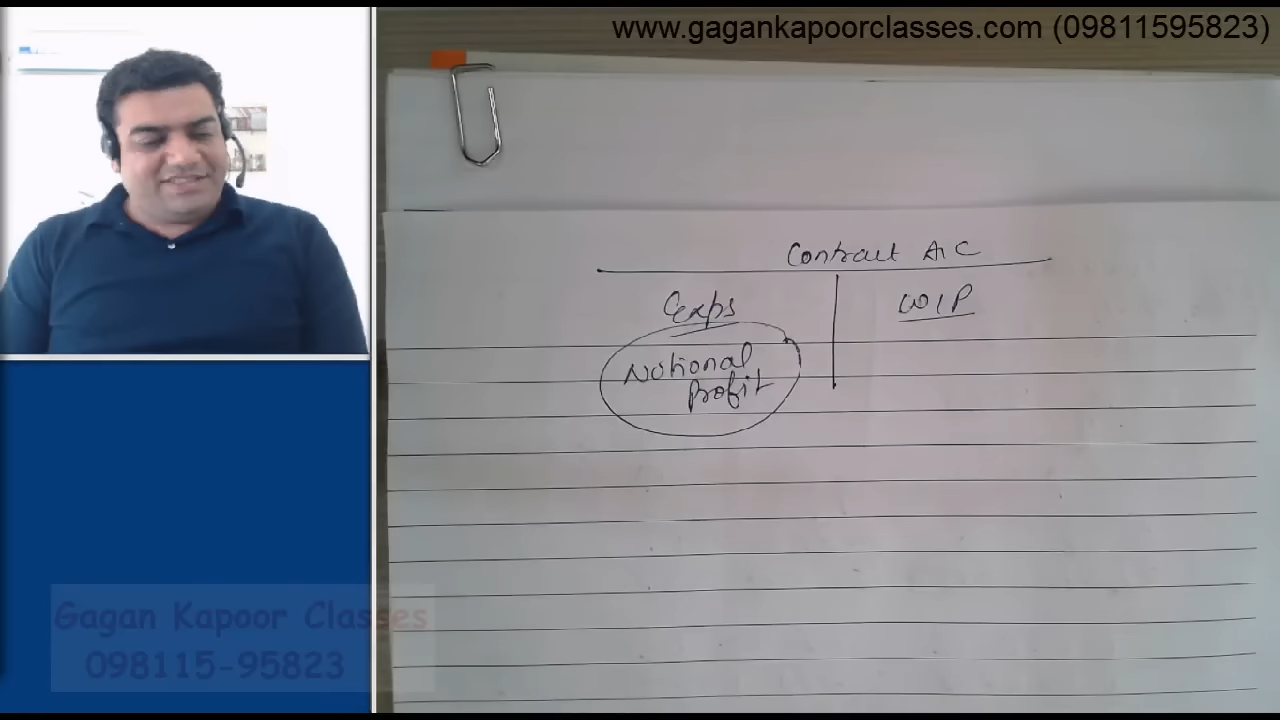 www.gagankapoorclasses.com (09811595823)
Contract A/C
Exps
WIP
Notional
Profit
Gagan Kapoor Classes
098115-95823